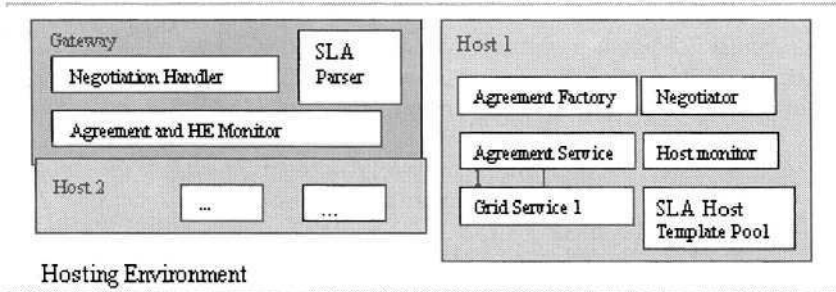 Gateway
SLA
Parser
Negotiation Handler
Agreement and HE Monitor
Host 2
...
...
Host 1
Agreement Factory
Negotiator
Agreement Service
Host monitor
Grid Service 1
SLA Host
Template Pool
Hosting Environment